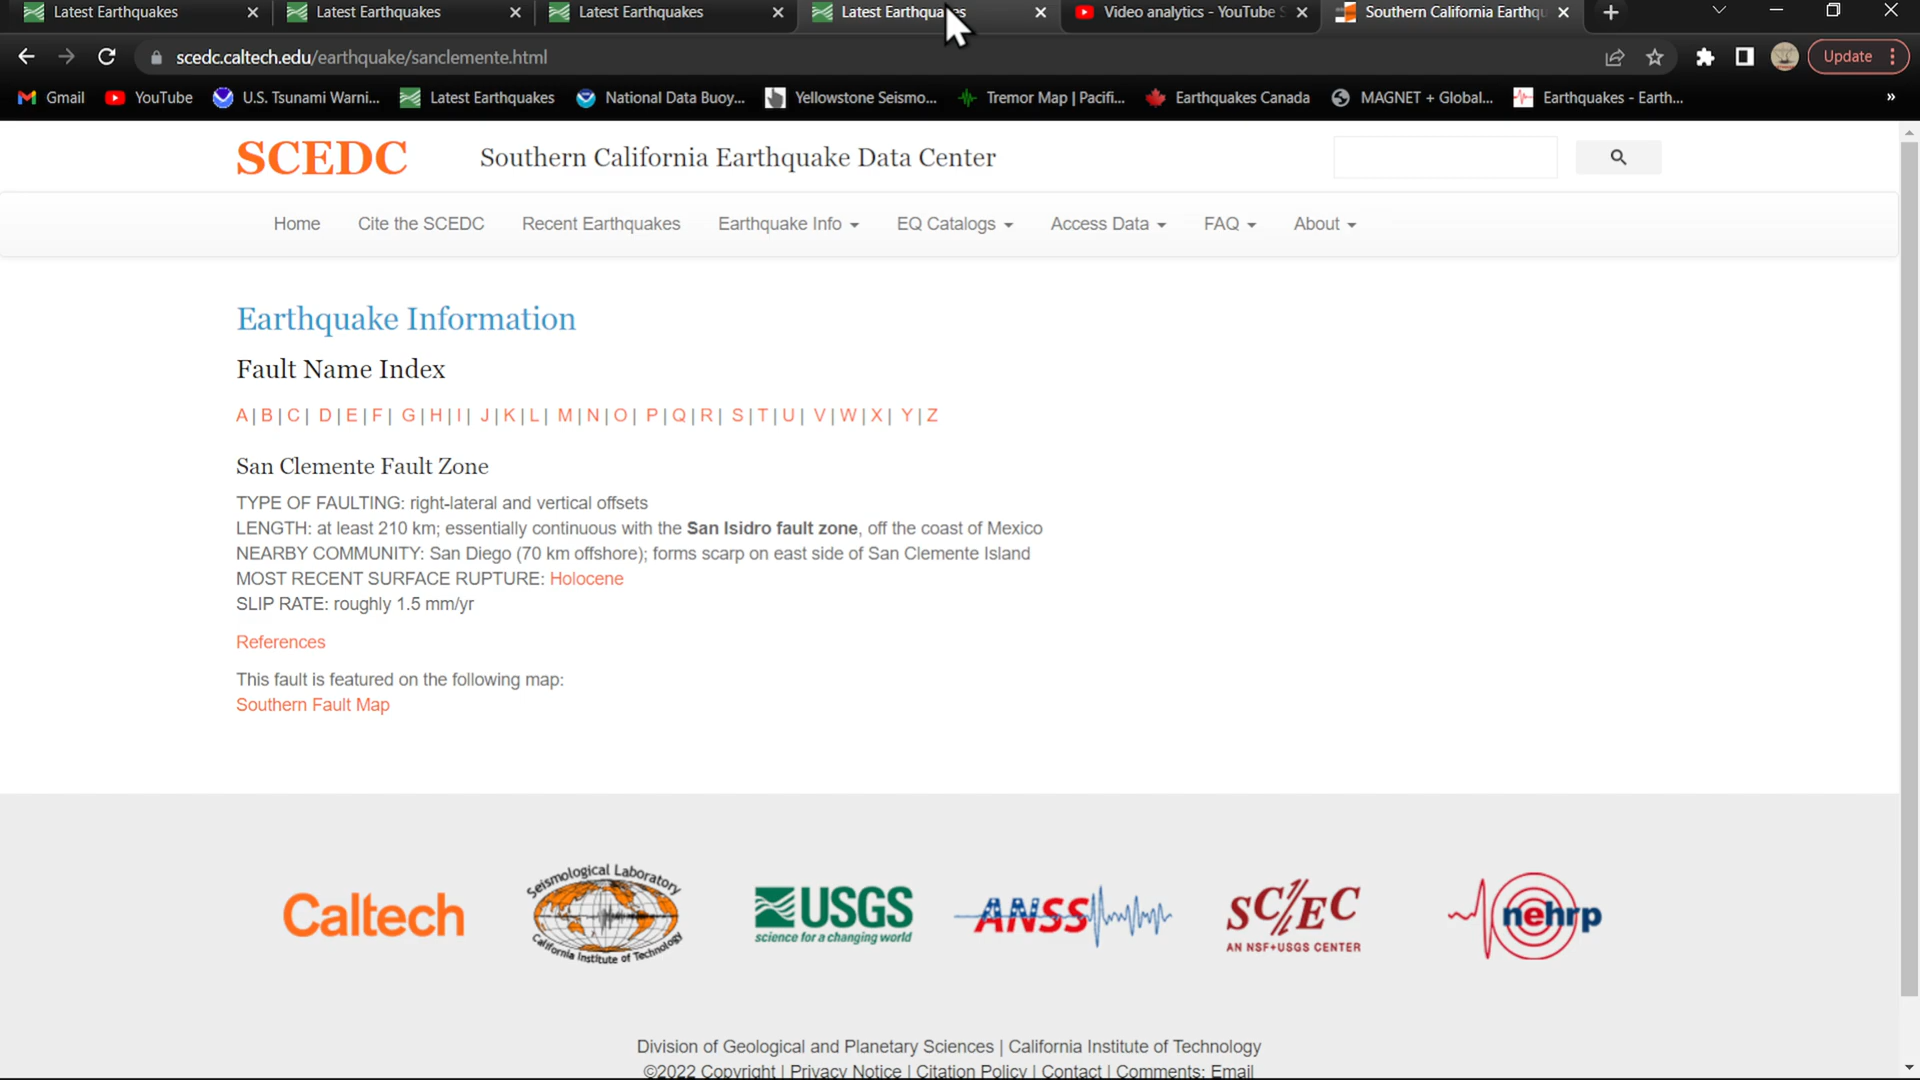 Latest Earthquakes
Latest Earthquakes
Latest Earthquakes
Latest Earthquakes
Video analytics - YouTube S
Southern California Earthqu
scedc.caltech.edu/earthquake/sanclemente.html
Update
Gmail
YouTube
U.S. Tsunami Warni...
Latest Earthquakes
National Data Buoy...
Yellowstone Seismo...
Tremor Map | Pacifi...
Earthquakes Canada
MAGNET + Global...
Earthquakes - Earth...
»
SCEDC
Southern California Earthquake Data Center
Home
Cite the SCEDC
Recent Earthquakes
Earthquake Info
EQ Catalogs
Access Data
FAQ
About
Earthquake Information
Fault Name Index
A | B | C | D | E | F | G | H | I | J | K | L | M | N | O | P | Q | R | S | T | U | V | W | X | Y | Z
San Clemente Fault Zone
TYPE OF FAULTING: right-lateral and vertical offsets
LENGTH: at least 210 km; essentially continuous with the San Isidro fault zone, off the coast of Mexico
NEARBY COMMUNITY: San Diego (70 km offshore); forms scarp on east side of San Clemente Island
MOST RECENT SURFACE RUPTURE: Holocene
SLIP RATE: roughly 1.5 mm/yr
References
This fault is featured on the following map:
Southern Fault Map
Caltech
Seismological Laboratory
California Institute of Technology
USGS
science for a changing world
ANSS
SC/EC
AN NSF+USGS CENTER
nehrp
Division of Geological and Planetary Sciences | California Institute of Technology
©2022 Copyright | Privacy Notice | Citation Policy | Contact | Comments: Email